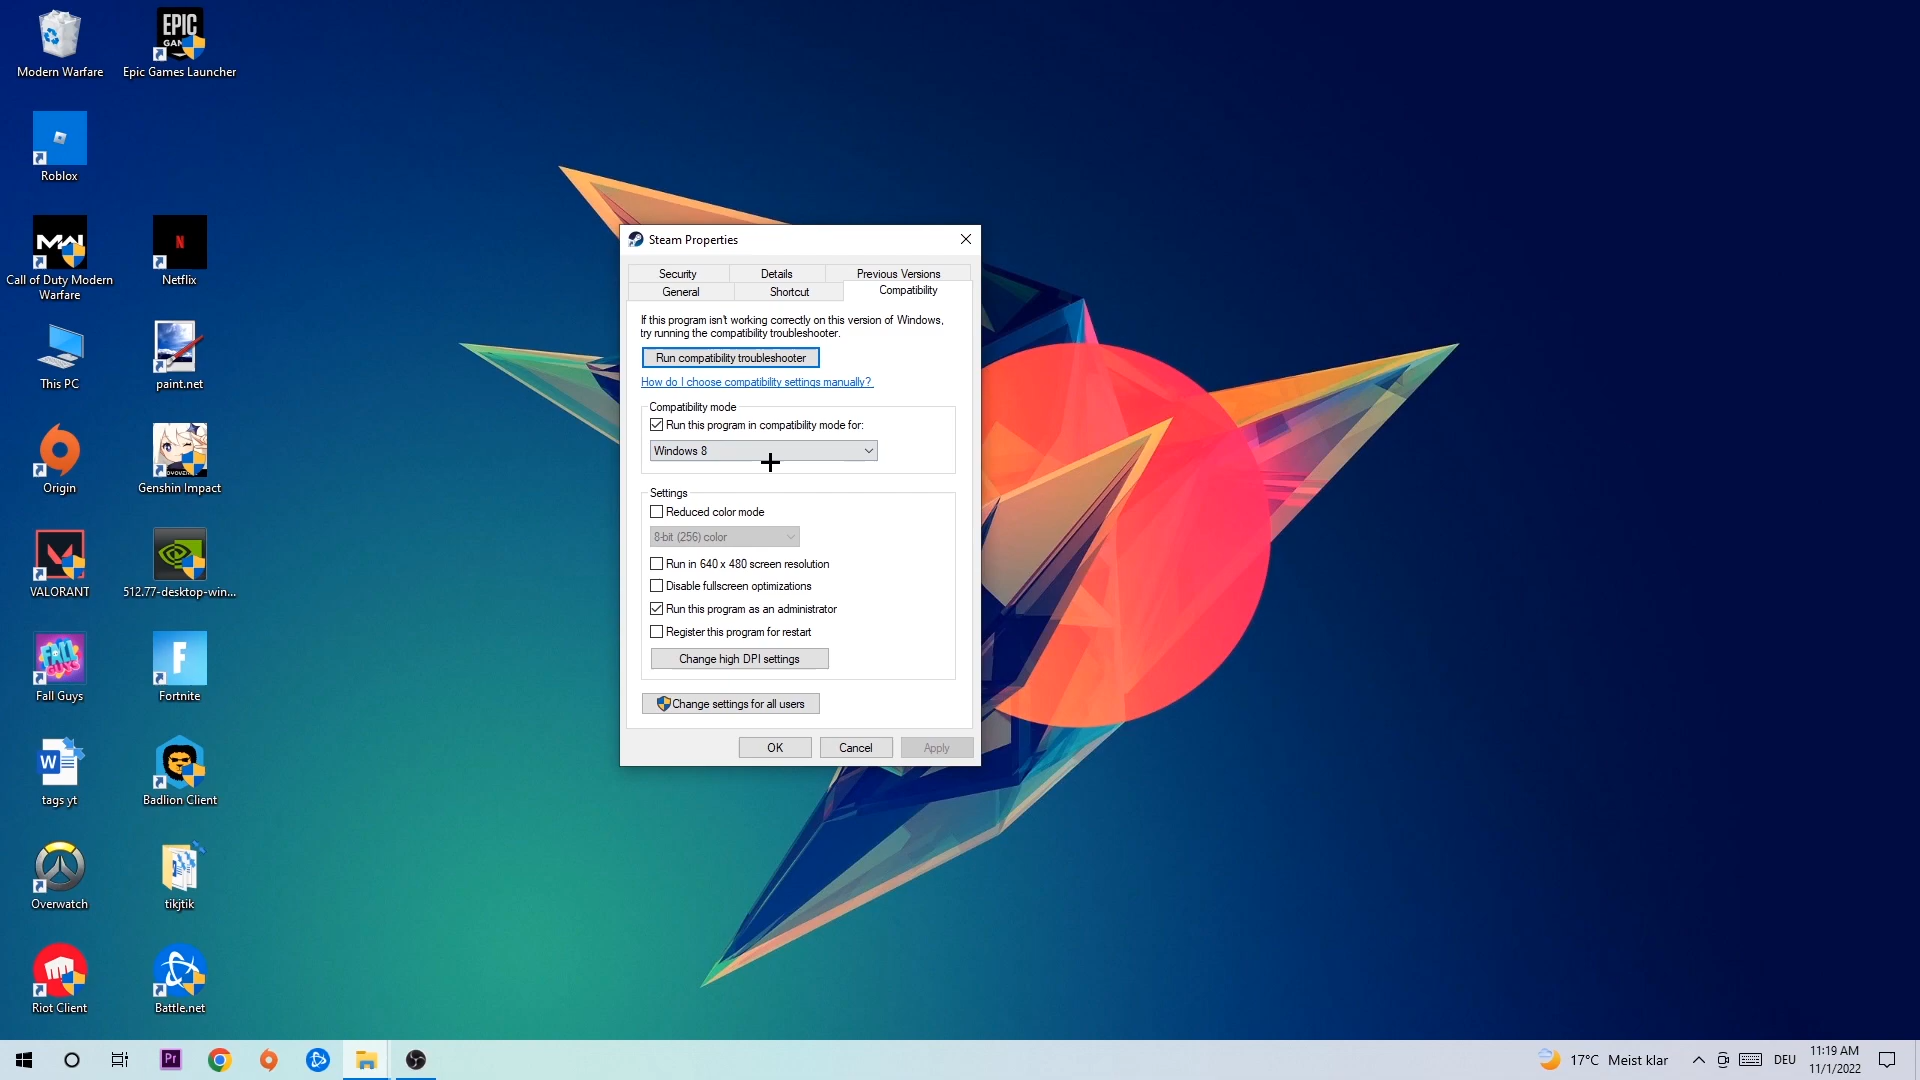 Modern Warfare
EPIC
GAMES
Epic Games Launcher
Roblox
MW
Call of Duty Modern
Warfare
N
Netflix
This PC
paint.net
Origin
Genshin Impact
VALORANT
512.77-desktop-win...
FALL
GUYS
Fall Guys
F
Fortnite
W
tags yt
Badlion Client
Overwatch
tikjtik
Riot Client
Battle.net
Steam Properties
Security
Details
Previous Versions
General
Shortcut
Compatibility
If this program isn't working correctly on this version of Windows,
try running the compatibility troubleshooter.
Run compatibility troubleshooter
How do I choose compatibility settings manually?
Compatibility mode
Run this program in compatibility mode for:
Windows 8
Settings
Reduced color mode
8-bit (256) color
Run in 640 x 480 screen resolution
Disable fullscreen optimizations
Run this program as an administrator
Register this program for restart
Change high DPI settings
Change settings for all users
OK
Cancel
Apply
Pr
17°C Meist klar
DEU
11:19 AM
11/1/2022